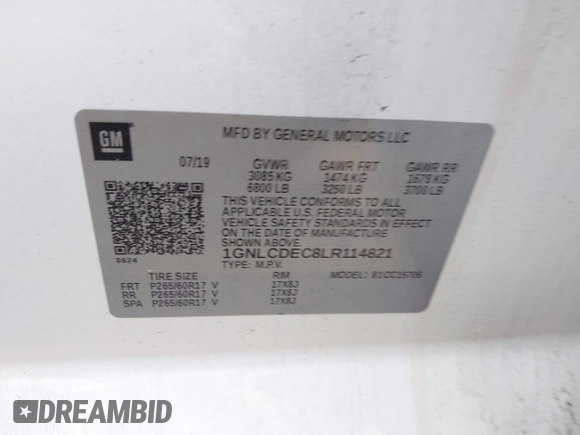 GM
MFD BY GENERAL MOTORS LLC
07/19 GVWR GAWR FRT GAWR RR
3085 KG 1474 KG 1678 KG
6800 LB 3250 LB 3700 LB
THIS VEHICLE CONFORMS TO ALL
APPLICABLE U.S. FEDERAL MOTOR
VEHICLE SAFETY STANDARDS IN EFFECT
ON THE DATE OF MANUFACTURE
SHOWN ABOVE.
1GNLCDEC8LR114821
8624
TYPE: M.P.V. MODEL: 81CC15706
TIRE SIZE RIM
FRT P265/60R17 V 17X8J
RR P265/60R17 V 17X8J
SPA P265/60R17 V 17X8J
DREAMBID